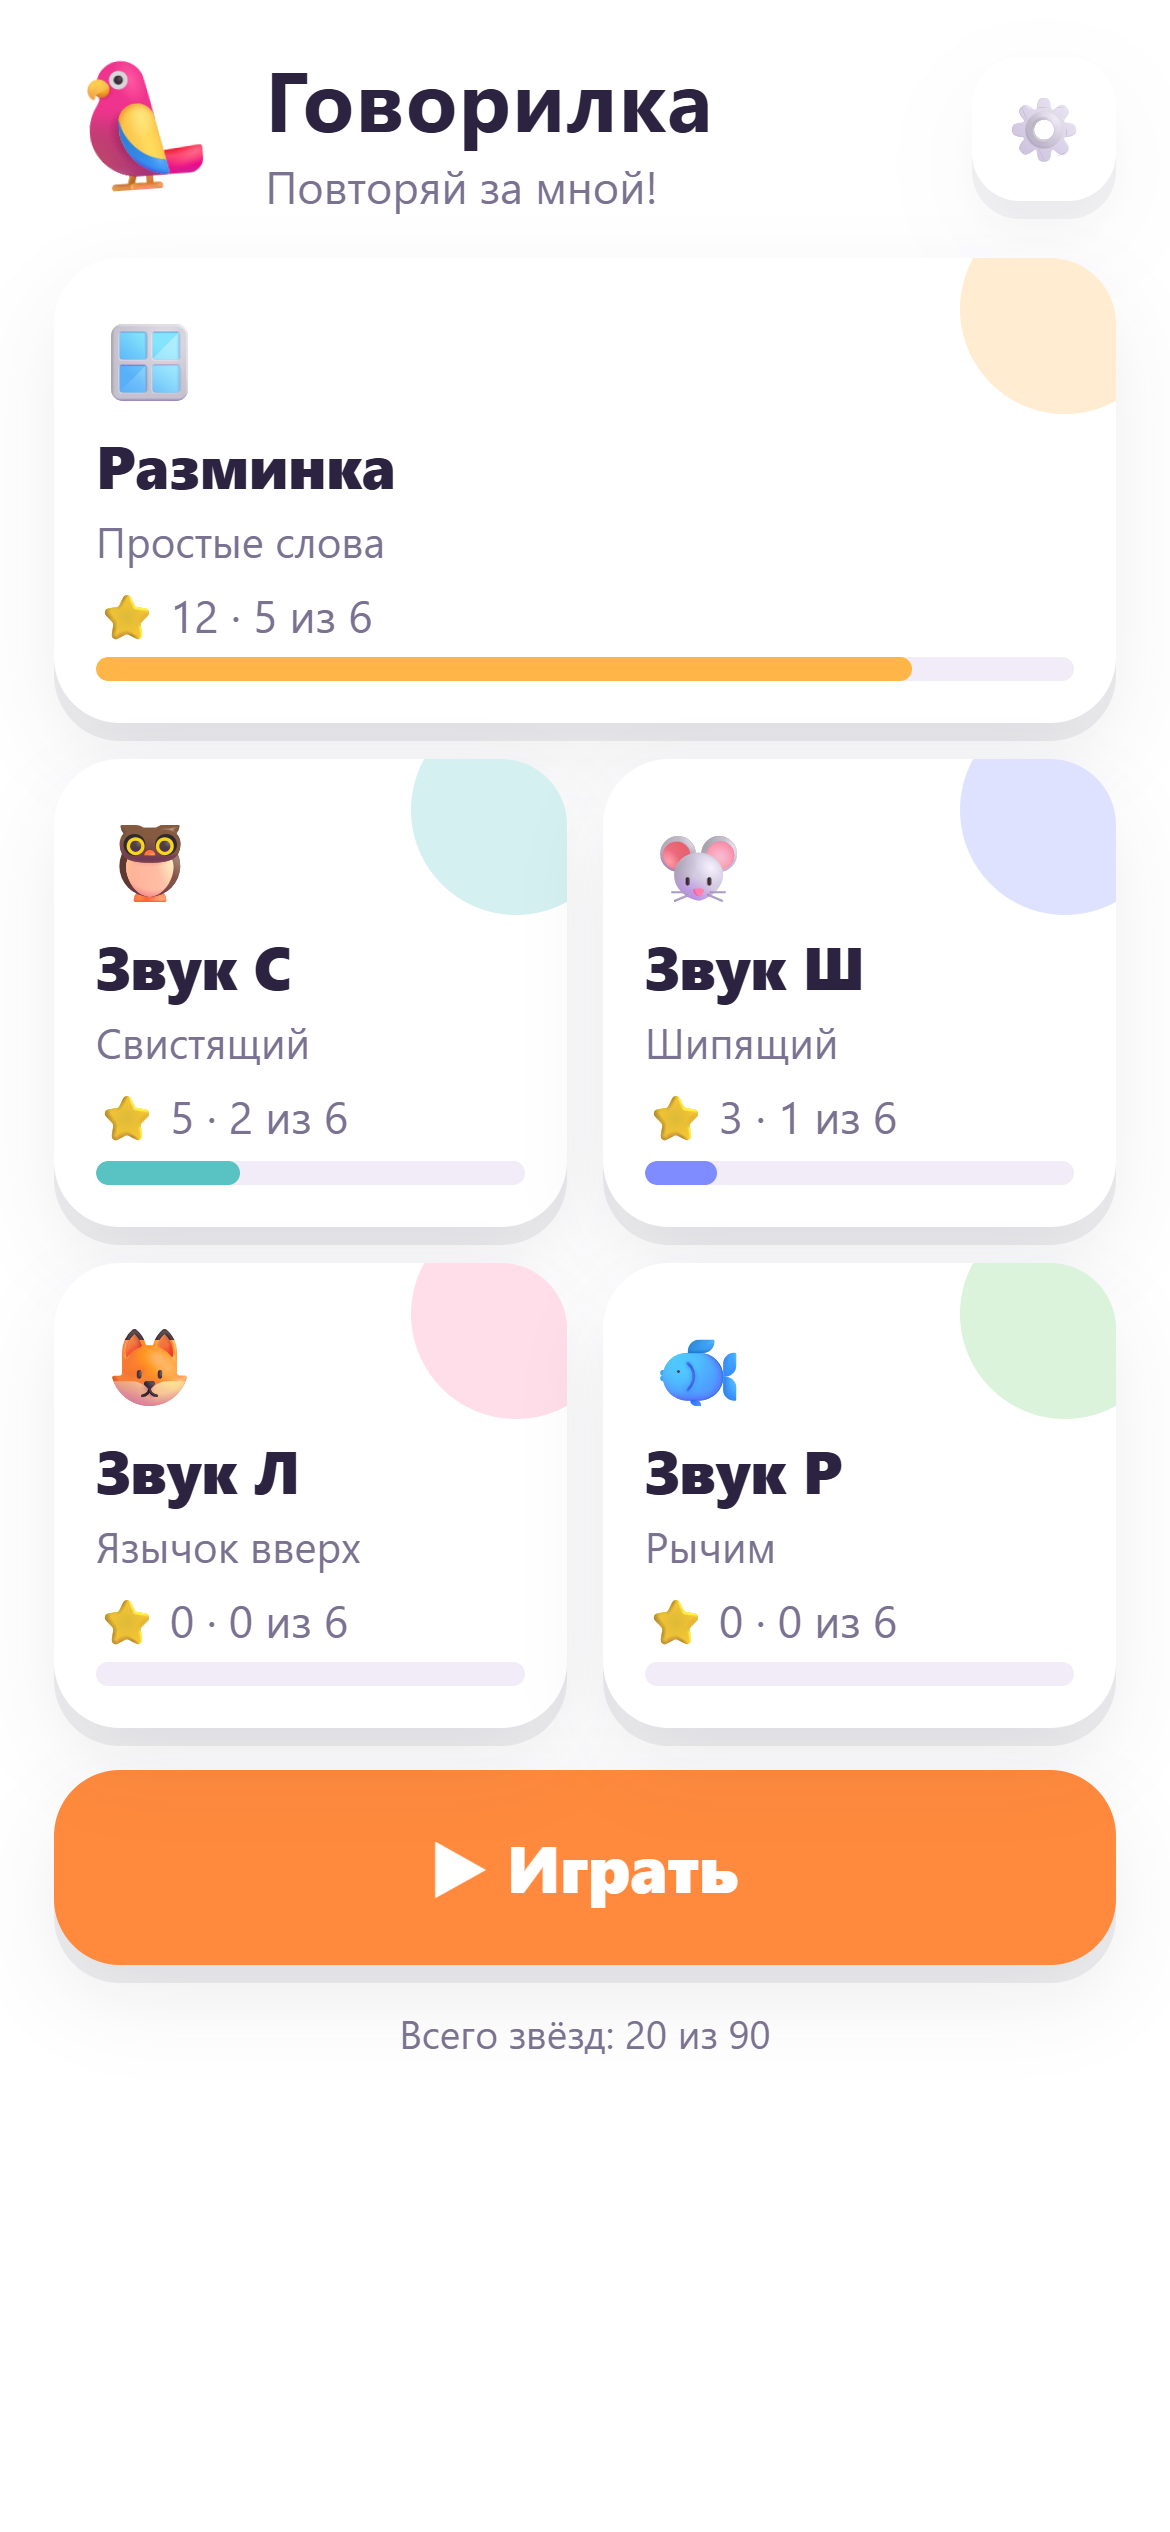 Говорилка
Повторяй за мной!
Разминка
Простые слова
12 · 5 из 6
Звук С
Свистящий
5 · 2 из 6
Звук Ш
Шипящий
3 · 1 из 6
Звук Л
Язычок вверх
0 · 0 из 6
Звук Р
Рычим
0 · 0 из 6
Играть
Всего звёзд: 20 из 90